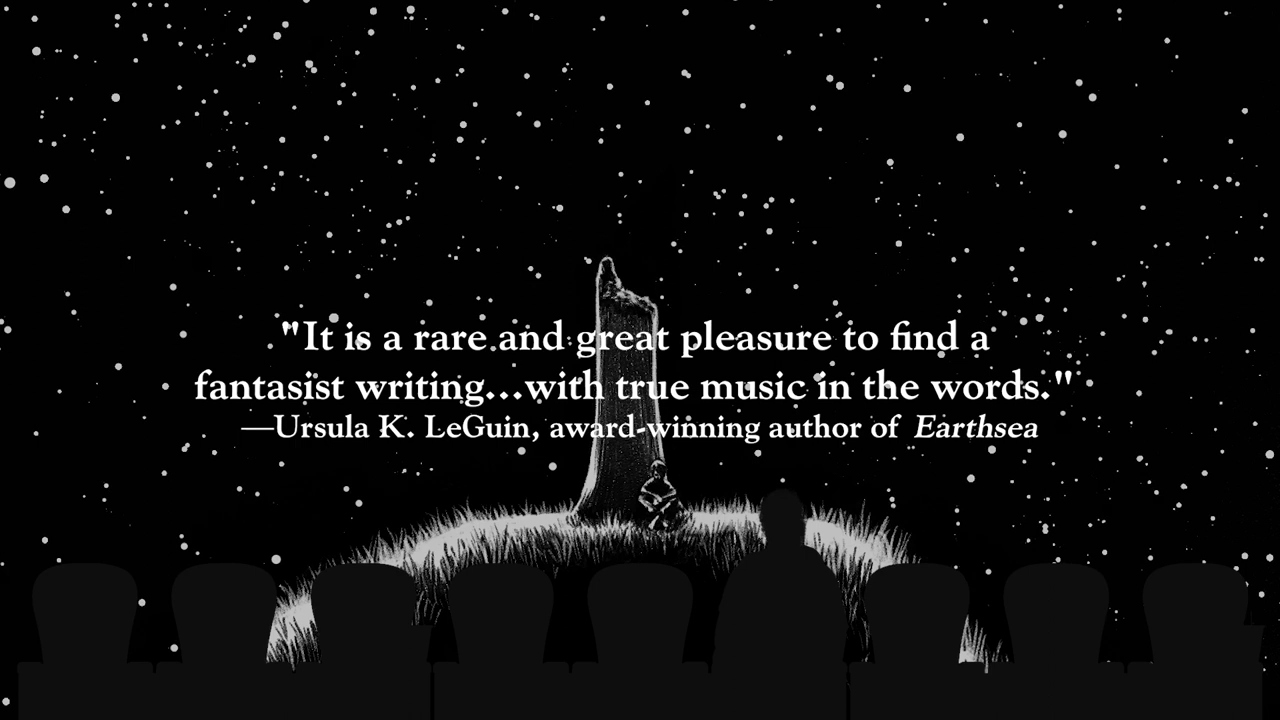 "It is a rare and great pleasure to find a
fantasist writing...with true music in the words."
—Ursula K. LeGuin, award-winning author of Earthsea